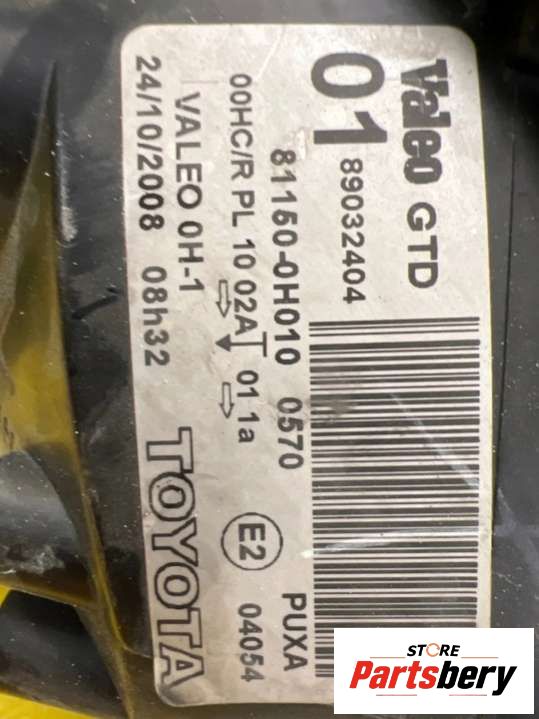 Valeo GTD
01 89032404
81150-0H010 0570 PUXA
00HC/R PL 10 02A 01 1a E2 04054
VALEO 0H-1
24/10/2008 08h32 TOYOTA
STORE
Partsbery